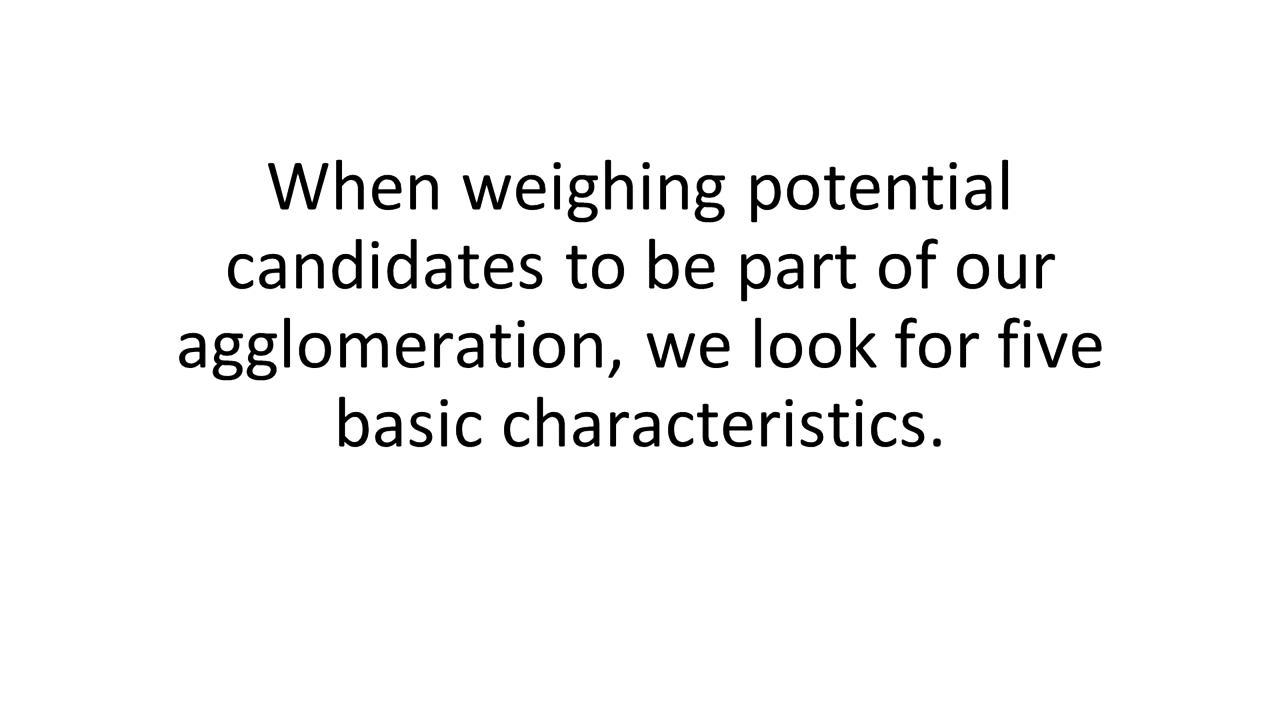 When weighing potential
candidates to be part of our
agglomeration, we look for five
basic characteristics.